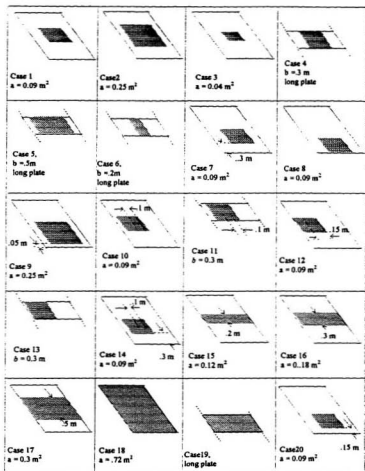 Case 1
a = 0.09 m²
Case2
a = 0.25 m²
Case 3
a = 0.04 m²
Case 4
b =.3 m
long plate
Case 5,
b =.5m
long plate
Case 6,
b =.2m
long plate
.3 m
Case 7
a = 0.09 m²
Case 8
a = 0.09 m²
.05 m
Case 9
a = 0.25 m²
.1 m
Case 10
a = 0.09 m²
Case 11
b = 0.3 m
.1 m
.15 m
Case 12
a = 0.09 m²
Case 13
b = 0.3 m
.1 m
Case 14
a = 0.09 m²
.3 m
.2 m
Case 15
a = 0.12 m²
.3 m
Case 16
a = 0..18 m²
.5 m
Case 17
a = 0.3 m²
Case 18
a = .72 m²
Case19,
long plate
Case20
a = 0.09 m²
.15 m